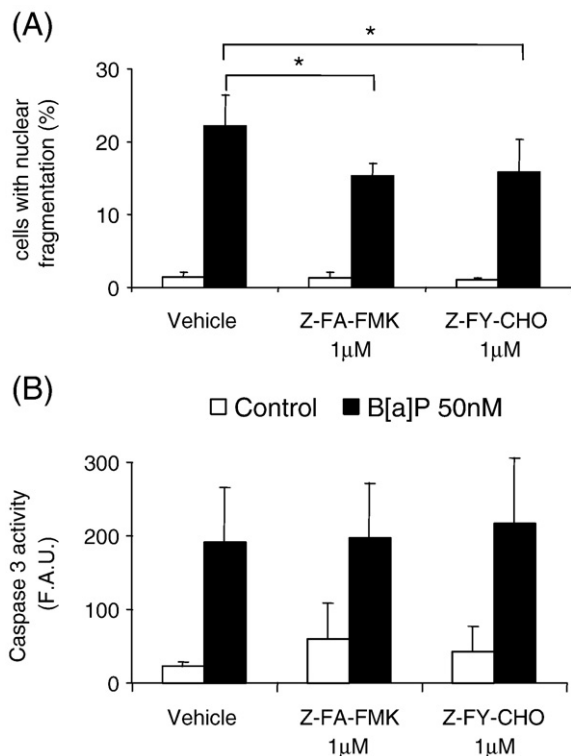 (A)
*
*
cells with nuclear
fragmentation (%)
30
20
10
0
Vehicle Z-FA-FMK Z-FY-CHO
1µM 1µM
(B)
Control B[a]P 50nM
Caspase 3 activity
(F.A.U.)
300
200
100
0
Vehicle Z-FA-FMK Z-FY-CHO
1µM 1µM